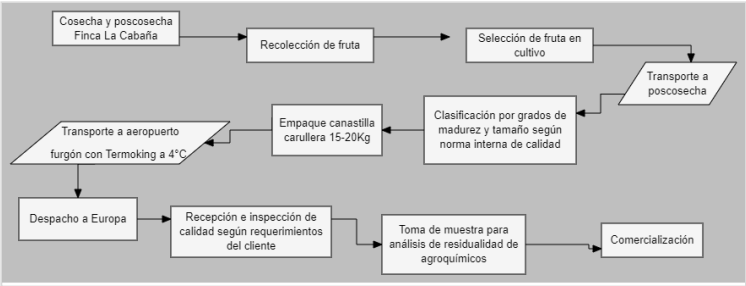 Cosecha y poscosecha
Finca La Cabaña
Recolección de fruta
Selección de fruta en
cultivo
Transporte a
poscosecha
Clasificación por grados de
madurez y tamaño según
norma interna de calidad
Empaque canastilla
carullera 15-20Kg
Transporte a aeropuerto
furgón con Termoking a 4°C
Despacho a Europa
Recepción e inspección de
calidad según requerimientos
del cliente
Toma de muestra para
análisis de residualidad de
agroquímicos
Comercialización